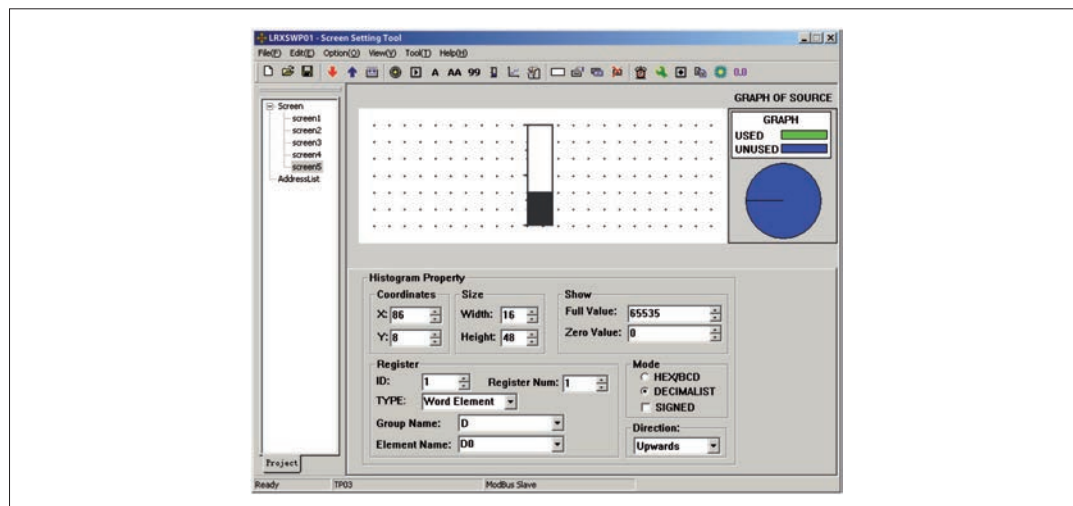 LRXSWP01 - Screen Setting Tool
File(F) Edit(E) Option(O) View(V) Tool(T) Help(H)
A AA 99 0.0
Screen
screen1
screen2
screen3
screen4
screen5
AddressList
Project
GRAPH OF SOURCE
GRAPH
USED
UNUSED
Histogram Property
Coordinates
X: 86
Y: 8
Size
Width: 16
Height: 48
Show
Full Value: 65535
Zero Value: 0
Register
ID: 1 Register Num: 1
TYPE: Word Element
Group Name: D
Element Name: D0
Mode
HEX/BCD
DECIMALIST
SIGNED
Direction:
Upwards
Ready TP03 ModBus Slave